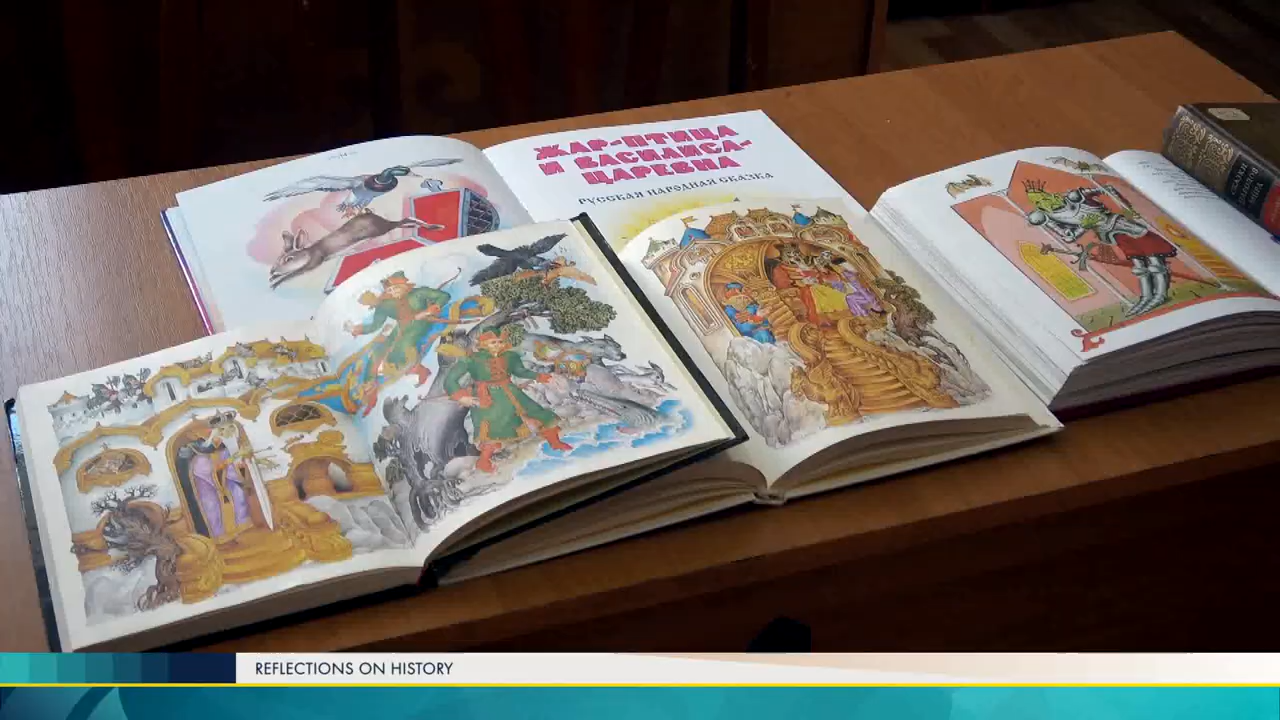 ЖАР-ПТИЦА
И ВАСИЛИСА-
ЦАРЕВНА
РУССКАЯ НАРОДНАЯ СКАЗКА
REFLECTIONS ON HISTORY